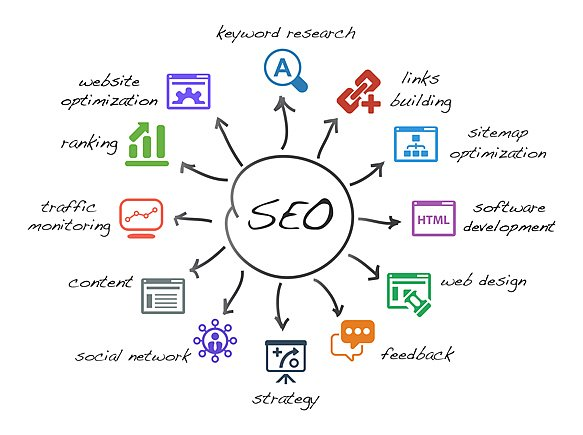 keyword research
A
website
optimization
links
building
ranking
sitemap
optimization
SEO
traffic
monitoring
HTML
software
development
content
web design
social network
feedback
strategy